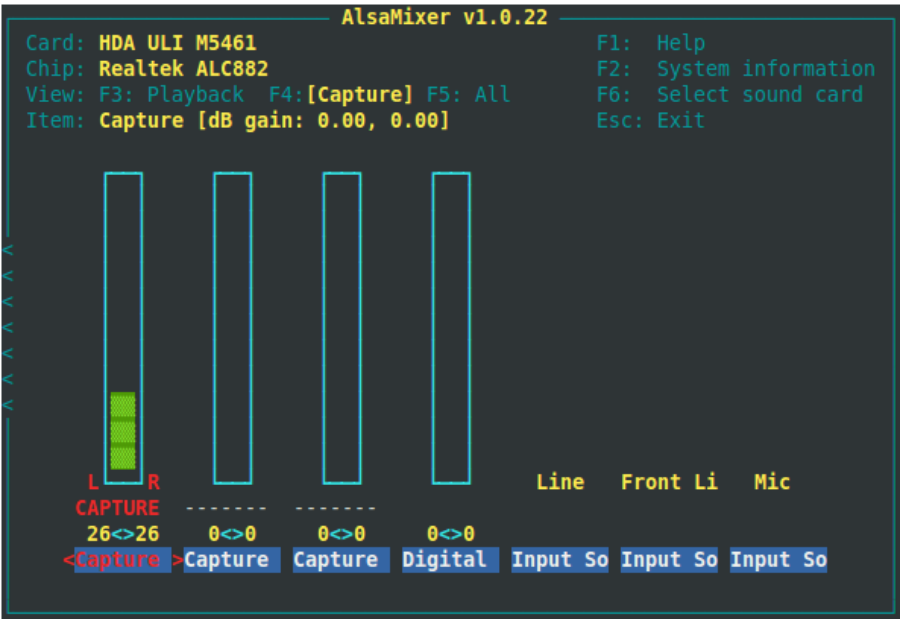 AlsaMixer v1.0.22
Card: HDA ULI M5461 F1: Help
Chip: Realtek ALC882 F2: System information
View: F3: Playback F4:[Capture] F5: All F6: Select sound card
Item: Capture [dB gain: 0.00, 0.00] Esc: Exit
<
<
<
<
<
<
<
L R Line Front Li Mic
CAPTURE ------- -------
26<>26 0<>0 0<>0 0<>0
<Capture >Capture Capture Digital Input So Input So Input So